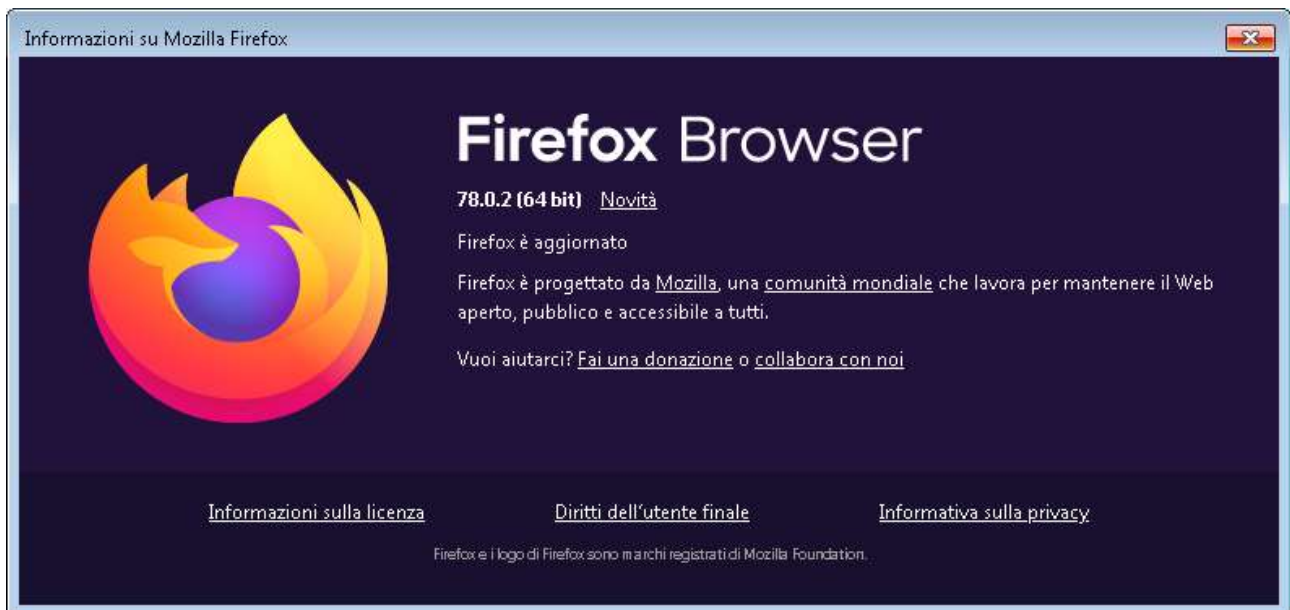 Informazioni su Mozilla Firefox
Firefox Browser
78.0.2 (64 bit) Novità
Firefox è aggiornato
Firefox è progettato da Mozilla, una comunità mondiale che lavora per mantenere il Web
aperto, pubblico e accessibile a tutti.
Vuoi aiutarci? Fai una donazione o collabora con noi
Informazioni sulla licenza Diritti dell'utente finale Informativa sulla privacy
Firefox e i logo di Firefox sono marchi registrati di Mozilla Foundation.